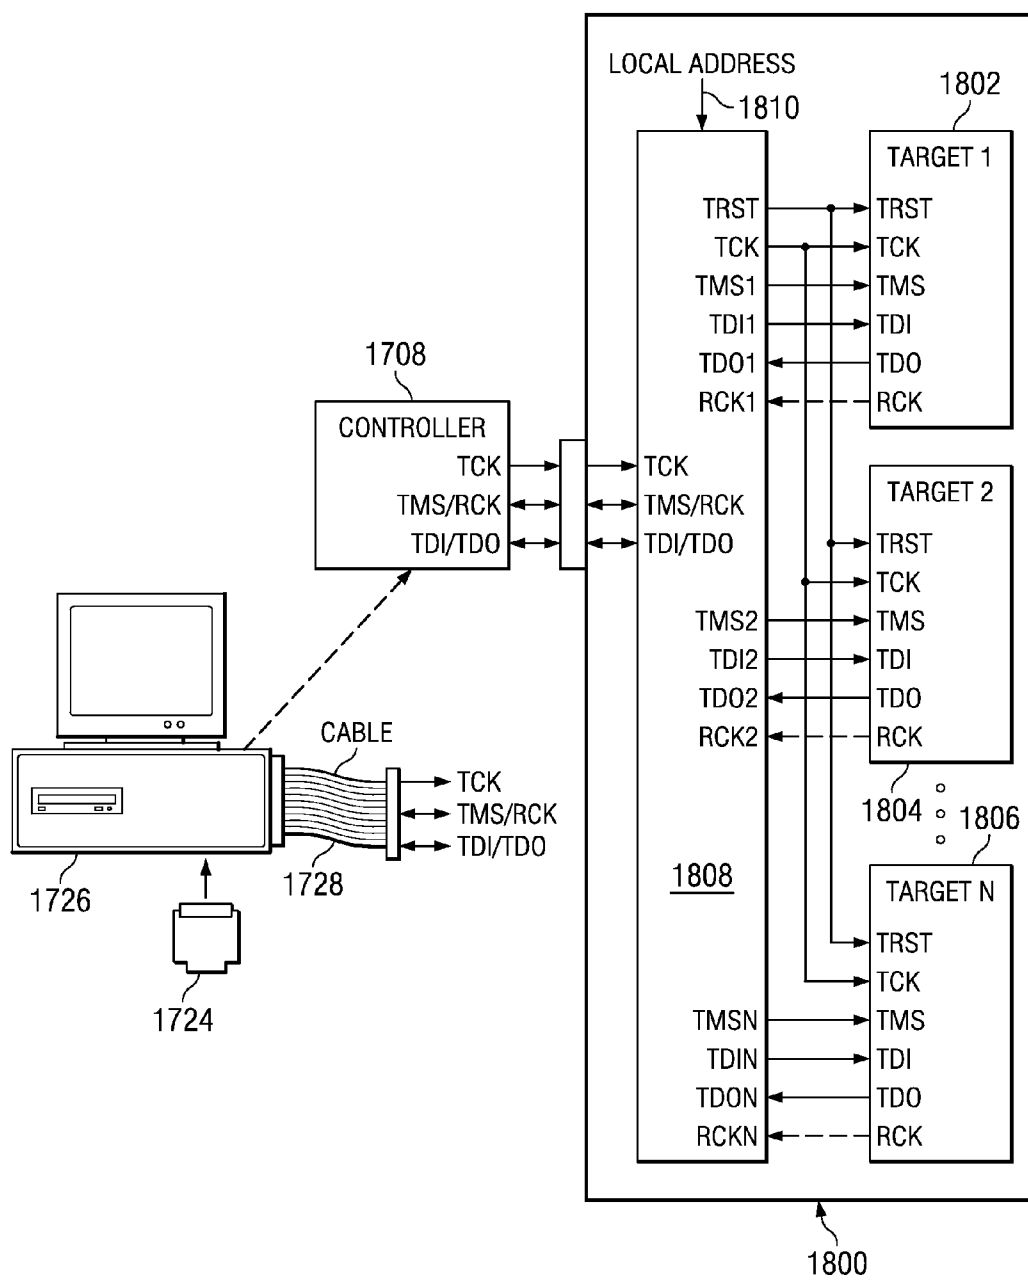 LOCAL ADDRESS
1810
1802
TARGET 1
TRST
TRST
TCK
TCK
TMS1
TMS
TDI1
TDI
TDO1
TDO
RCK1
RCK
1708
CONTROLLER
TCK
TCK
TMS/RCK
TMS/RCK
TDI/TDO
TDI/TDO
TARGET 2
TRST
TCK
TMS2
TMS
TDI2
TDI
TDO2
TDO
RCK2
RCK
1804
CABLE
TCK
TMS/RCK
TDI/TDO
1726
1728
1724
1808
1806
TARGET N
TRST
TCK
TMSN
TMS
TDIN
TDI
TDON
TDO
RCKN
RCK
1800